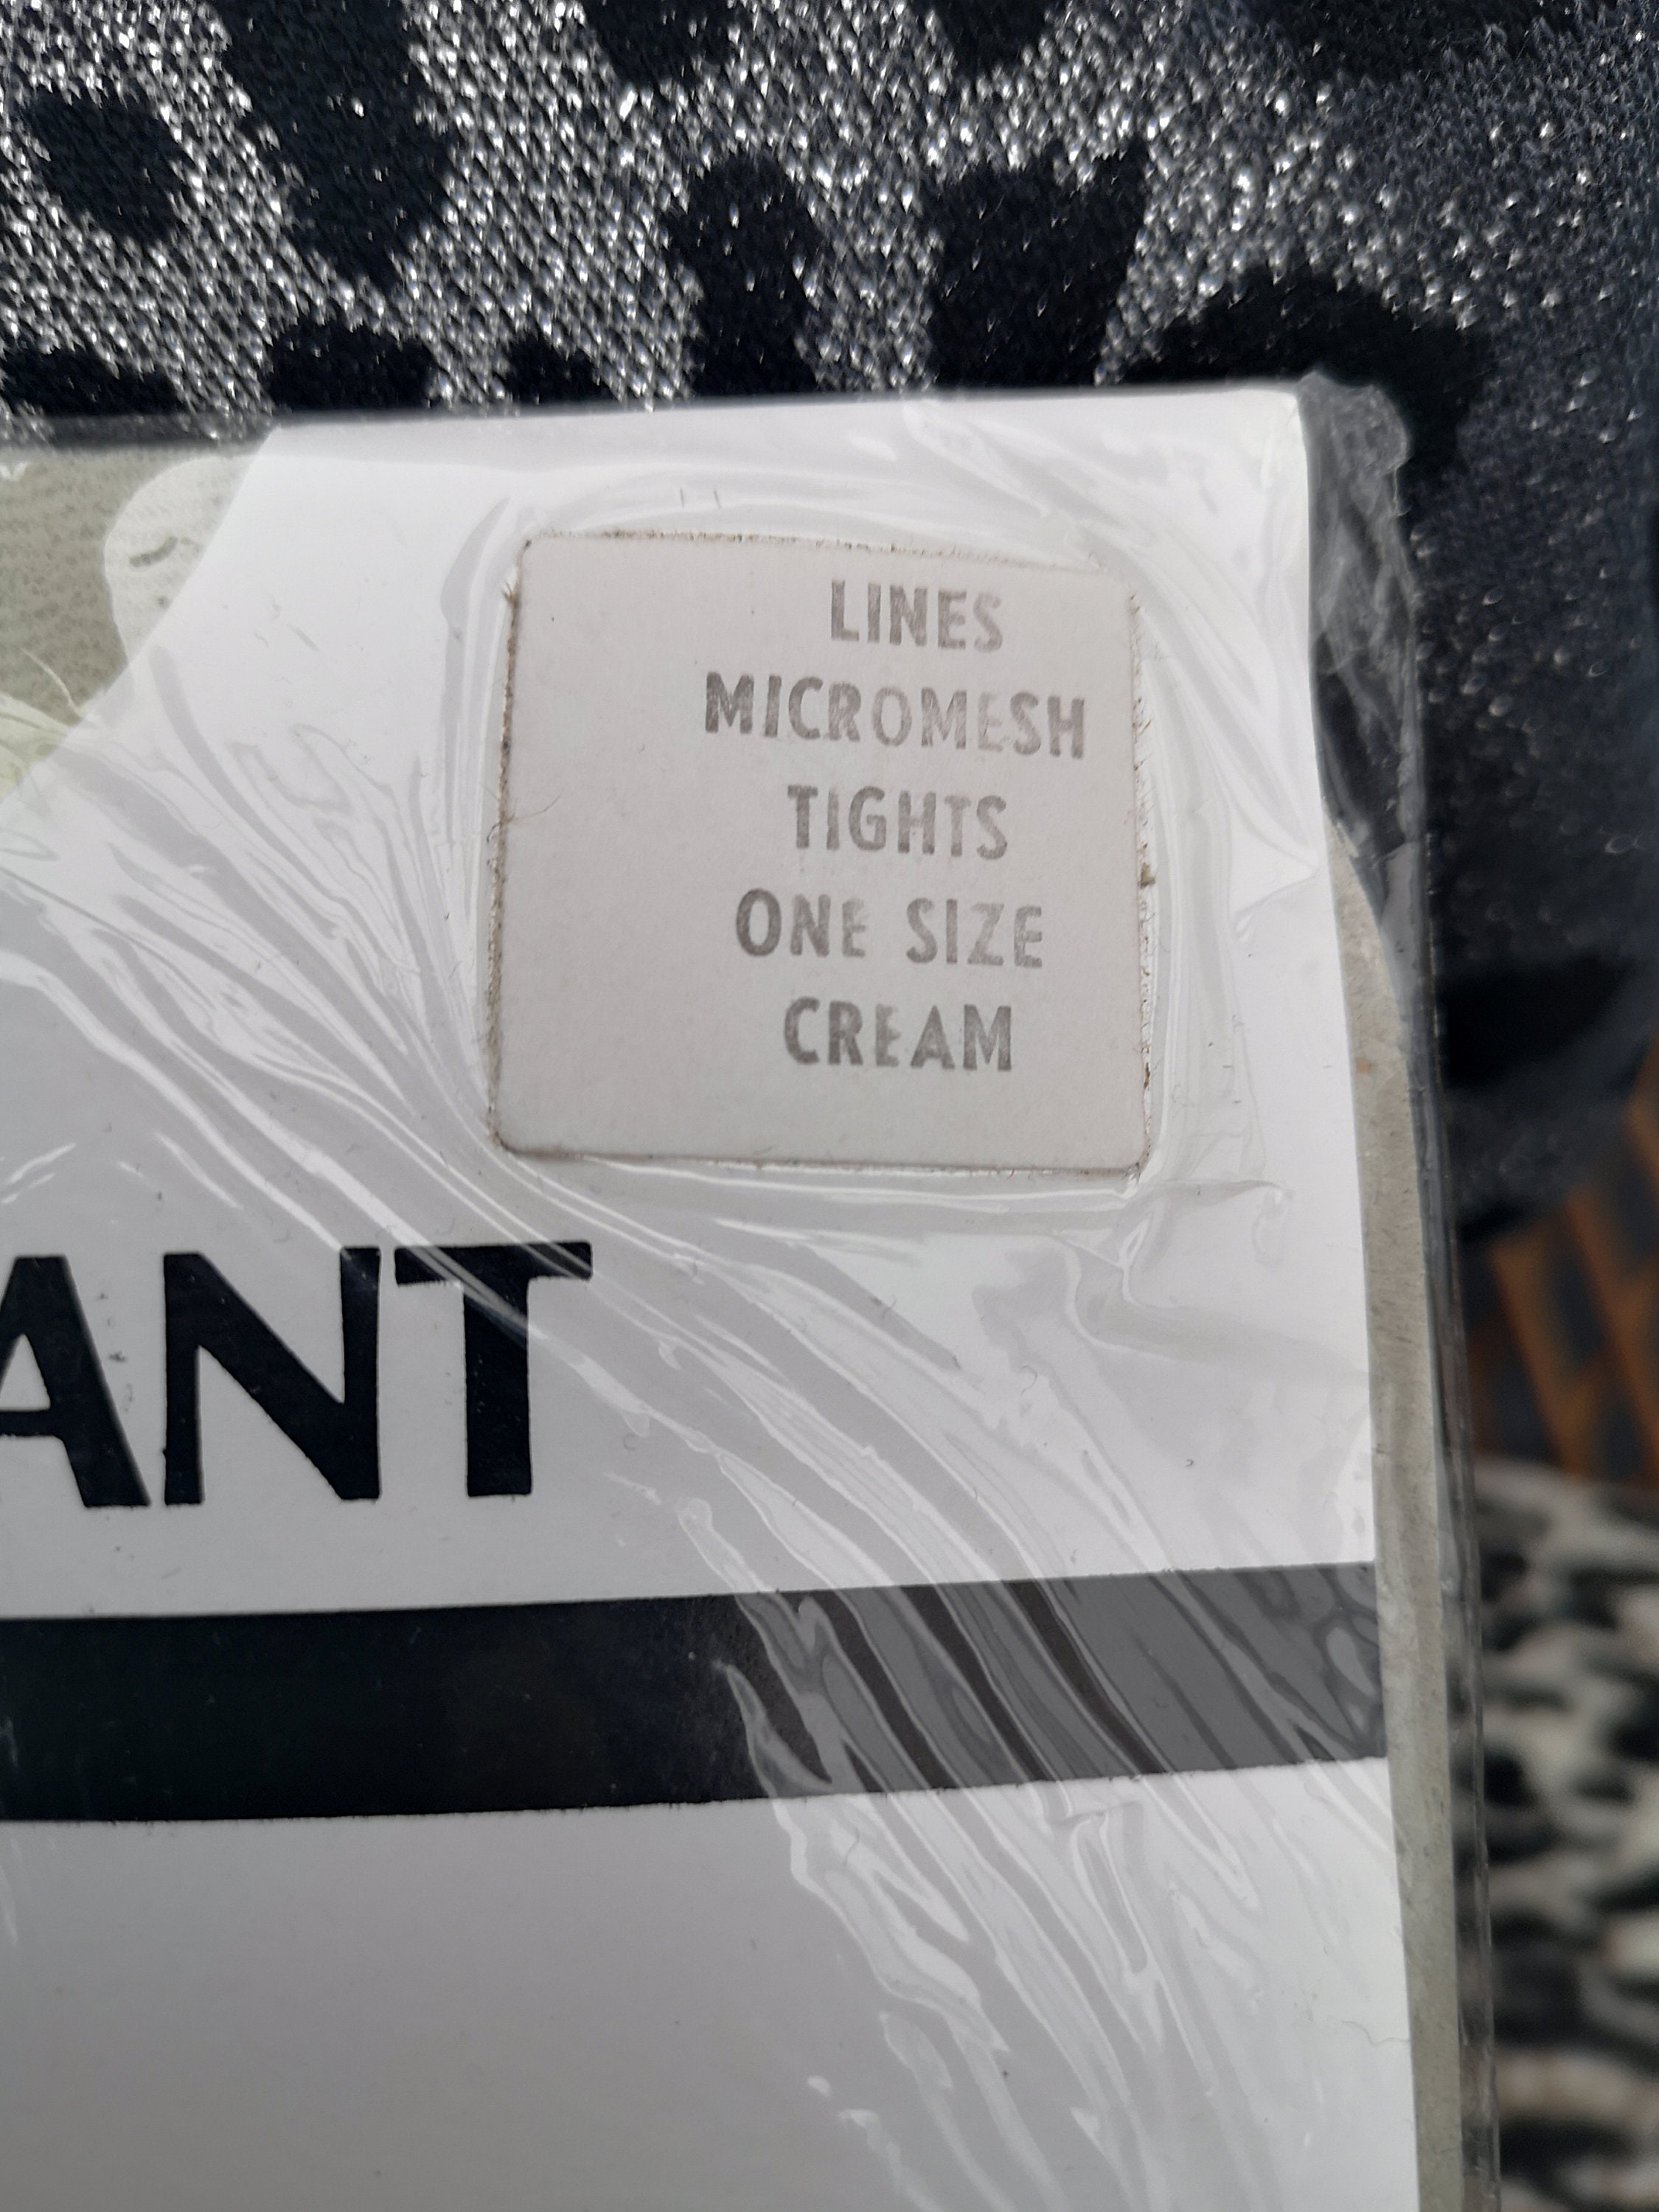 LINES
MICROMESH
TIGHTS
ONE SIZE
CREAM
ANT